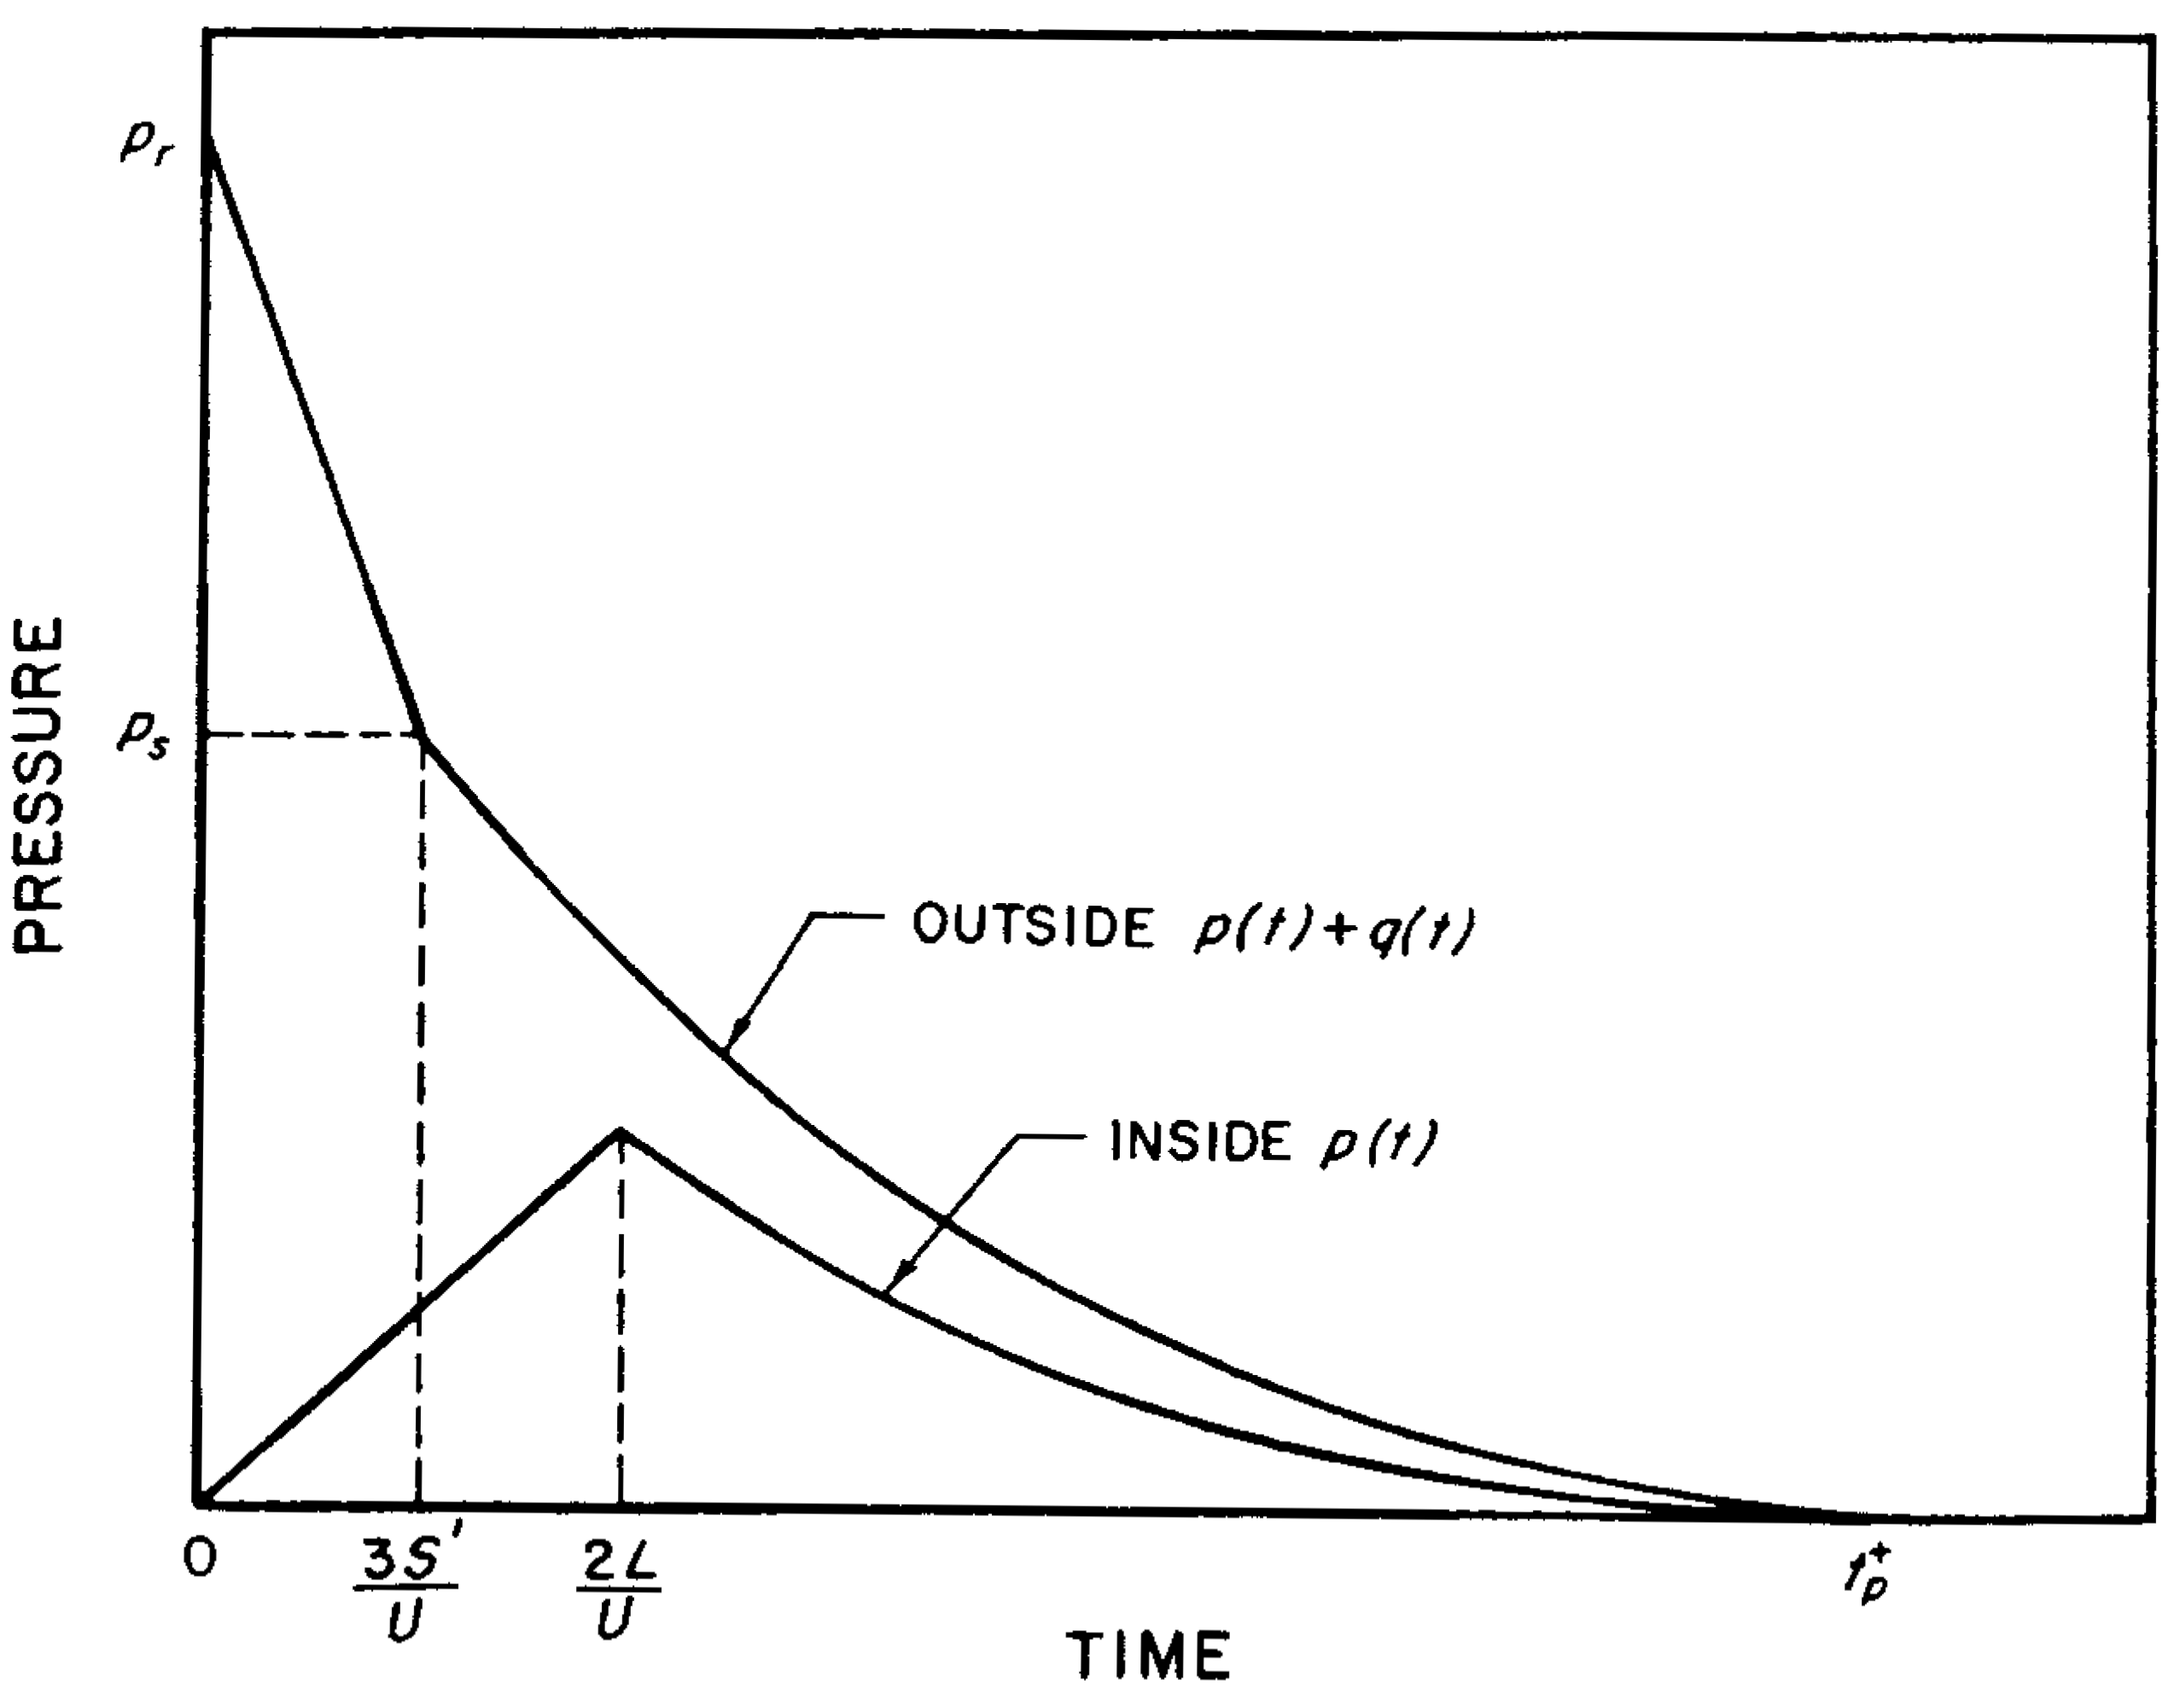 pr
PRESSURE
ps
OUTSIDE p(t)+q(t)
INSIDE p(t)
0
3S'
U
2L
U
t+p
TIME